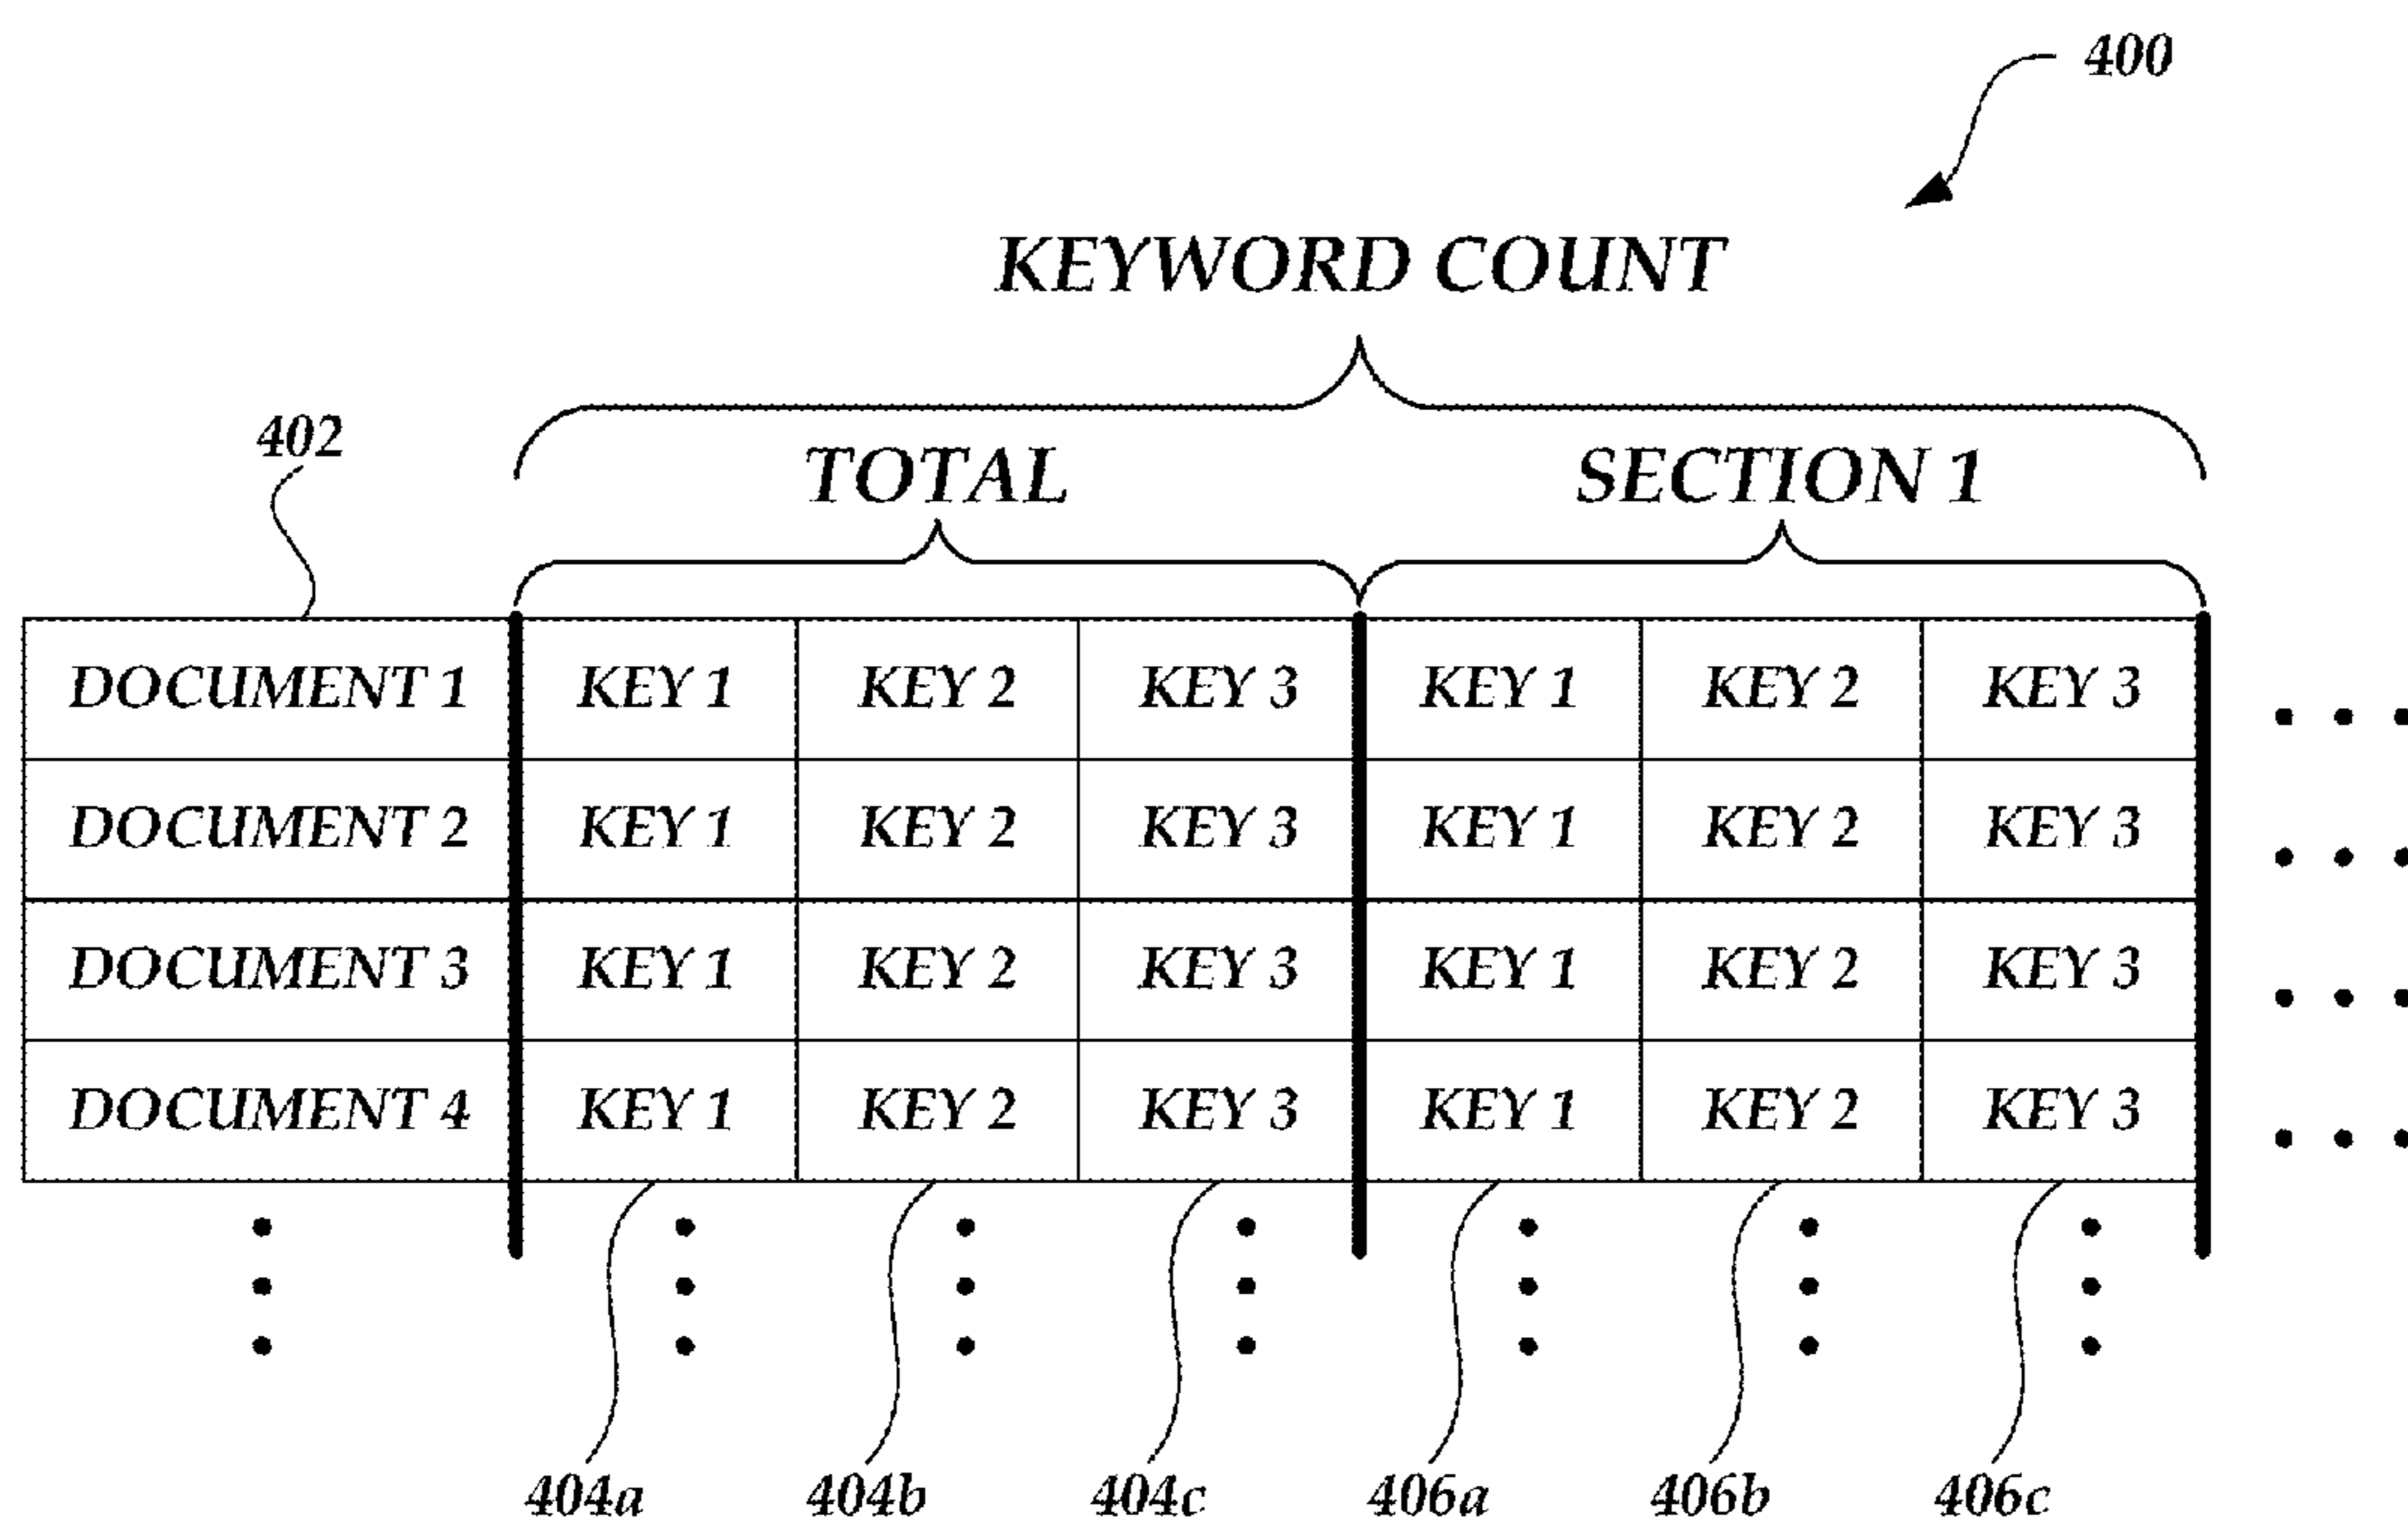 400
KEYWORD COUNT
402
TOTAL SECTION 1
DOCUMENT 1 KEY 1 KEY 2 KEY 3 KEY 1 KEY 2 KEY 3
DOCUMENT 2 KEY 1 KEY 2 KEY 3 KEY 1 KEY 2 KEY 3
DOCUMENT 3 KEY 1 KEY 2 KEY 3 KEY 1 KEY 2 KEY 3
DOCUMENT 4 KEY 1 KEY 2 KEY 3 KEY 1 KEY 2 KEY 3
404a 404b 404c 406a 406b 406c